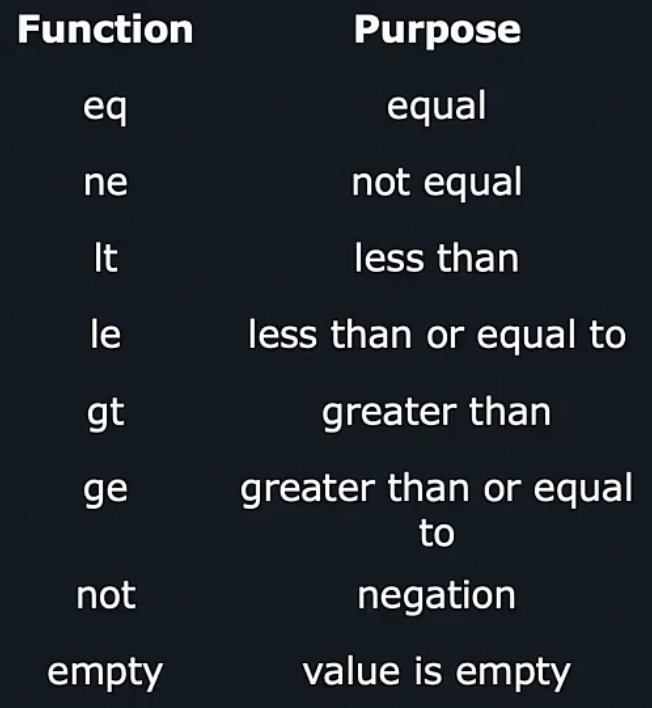 Function Purpose
eq equal
ne not equal
lt less than
le less than or equal to
gt greater than
ge greater than or equal
to
not negation
empty value is empty